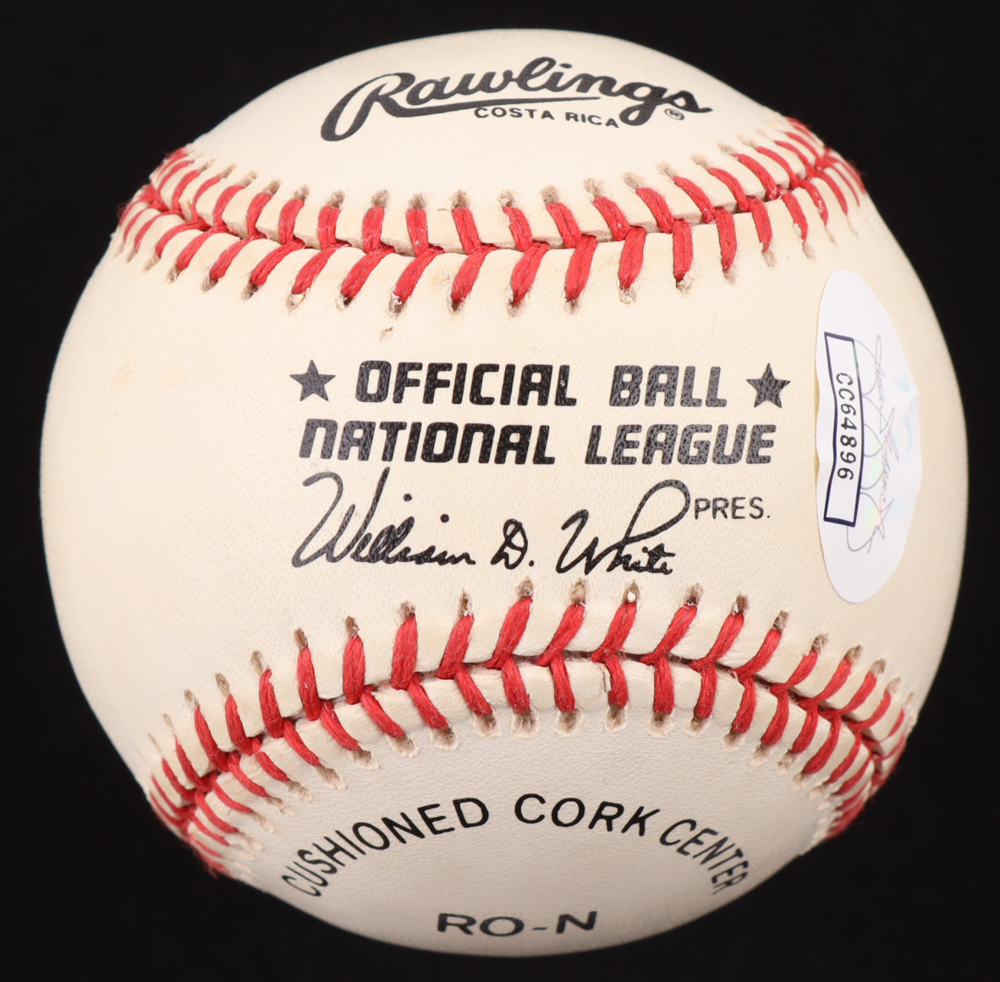 Rawlings®
COSTA RICA
★ OFFICIAL BALL ★
NATIONAL LEAGUE
William D. White PRES.
CC64896
CUSHIONED CORK CENTER
RO-N